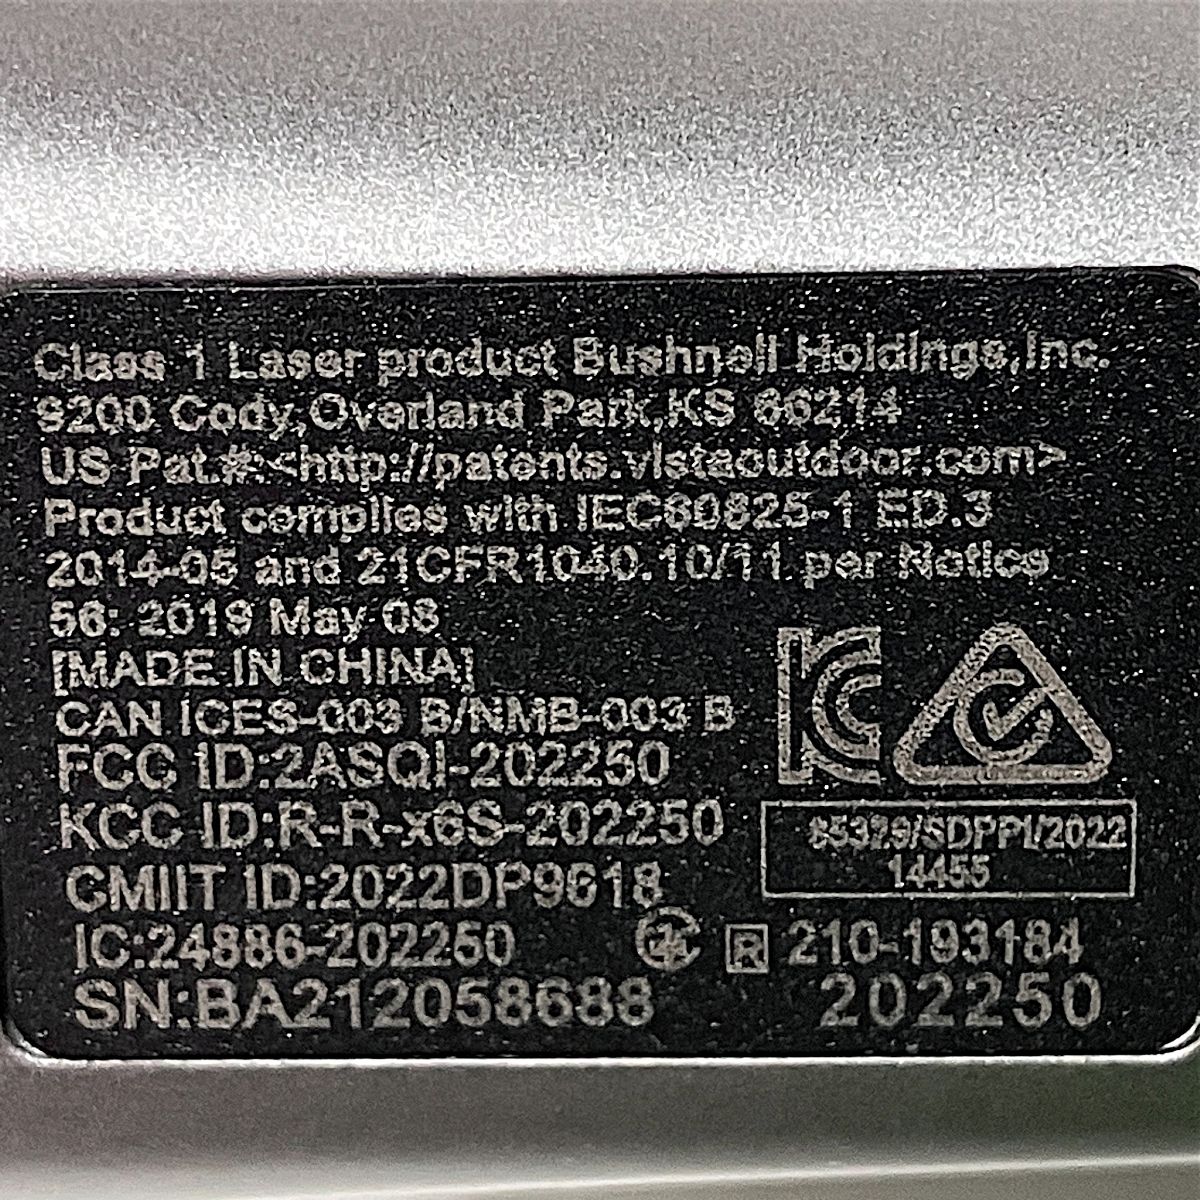 Class 1 Laser product Bushnell Holdings,Inc.
9200 Cody,Overland Park,KS 66214
US Pat.#:<http://patents.vistaoutdoor.com>
Product complies with IEC60825-1 ED.3
2014-05 and 21CFR1040.10/11 per Notice
56: 2019 May 08
[MADE IN CHINA]
CAN ICES-003 B/NMB-003 B
FCC ID:2ASQI-202250
KCC ID:R-R-x6S-202250
85329/SDPPI/2022
14455
CMIIT ID:2022DP9618
IC:24886-202250
R 210-193184
SN:BA212058688
202250